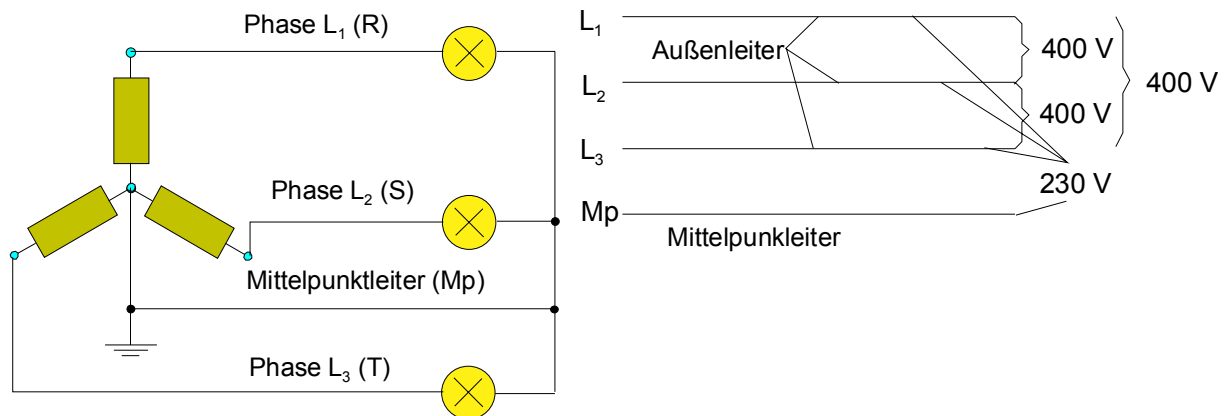 Phase L₁ (R)
Phase L₂ (S)
Mittelpunktleiter (Mp)
Phase L₃ (T)
L₁
Außenleiter
400 V
400 V
L₂
400 V
L₃
230 V
Mp
Mittelpunkleiter